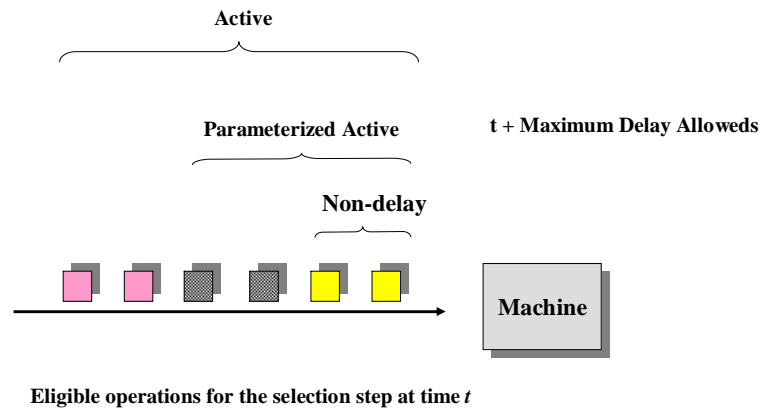 Active
Parameterized Active
t + Maximum Delay Alloweds
Non-delay
Machine
Eligible operations for the selection step at time t